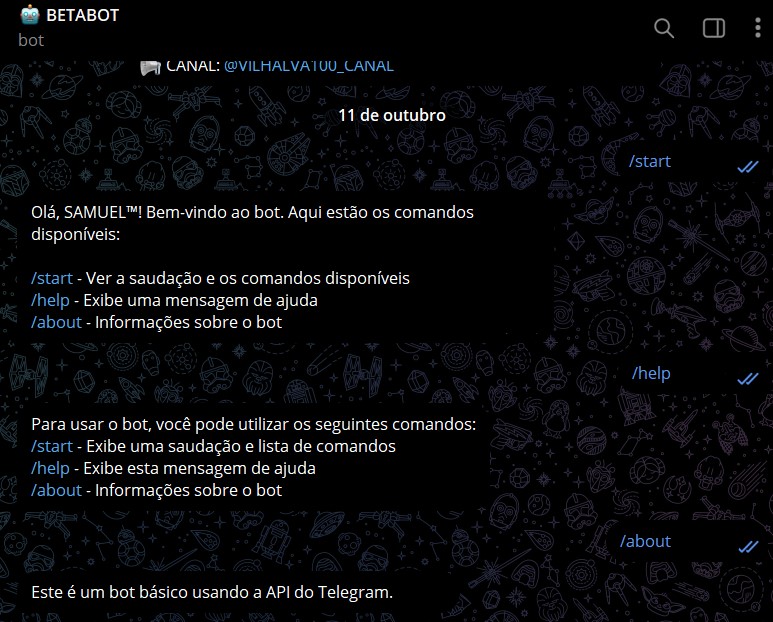 BETABOT
bot
CANAL: @VILHALVA100_CANAL
11 de outubro
/start
Olá, SAMUEL™! Bem-vindo ao bot. Aqui estão os comandos
disponíveis:
/start - Ver a saudação e os comandos disponíveis
/help - Exibe uma mensagem de ajuda
/about - Informações sobre o bot
/help
Para usar o bot, você pode utilizar os seguintes comandos:
/start - Exibe uma saudação e lista de comandos
/help - Exibe esta mensagem de ajuda
/about - Informações sobre o bot
/about
Este é um bot básico usando a API do Telegram.